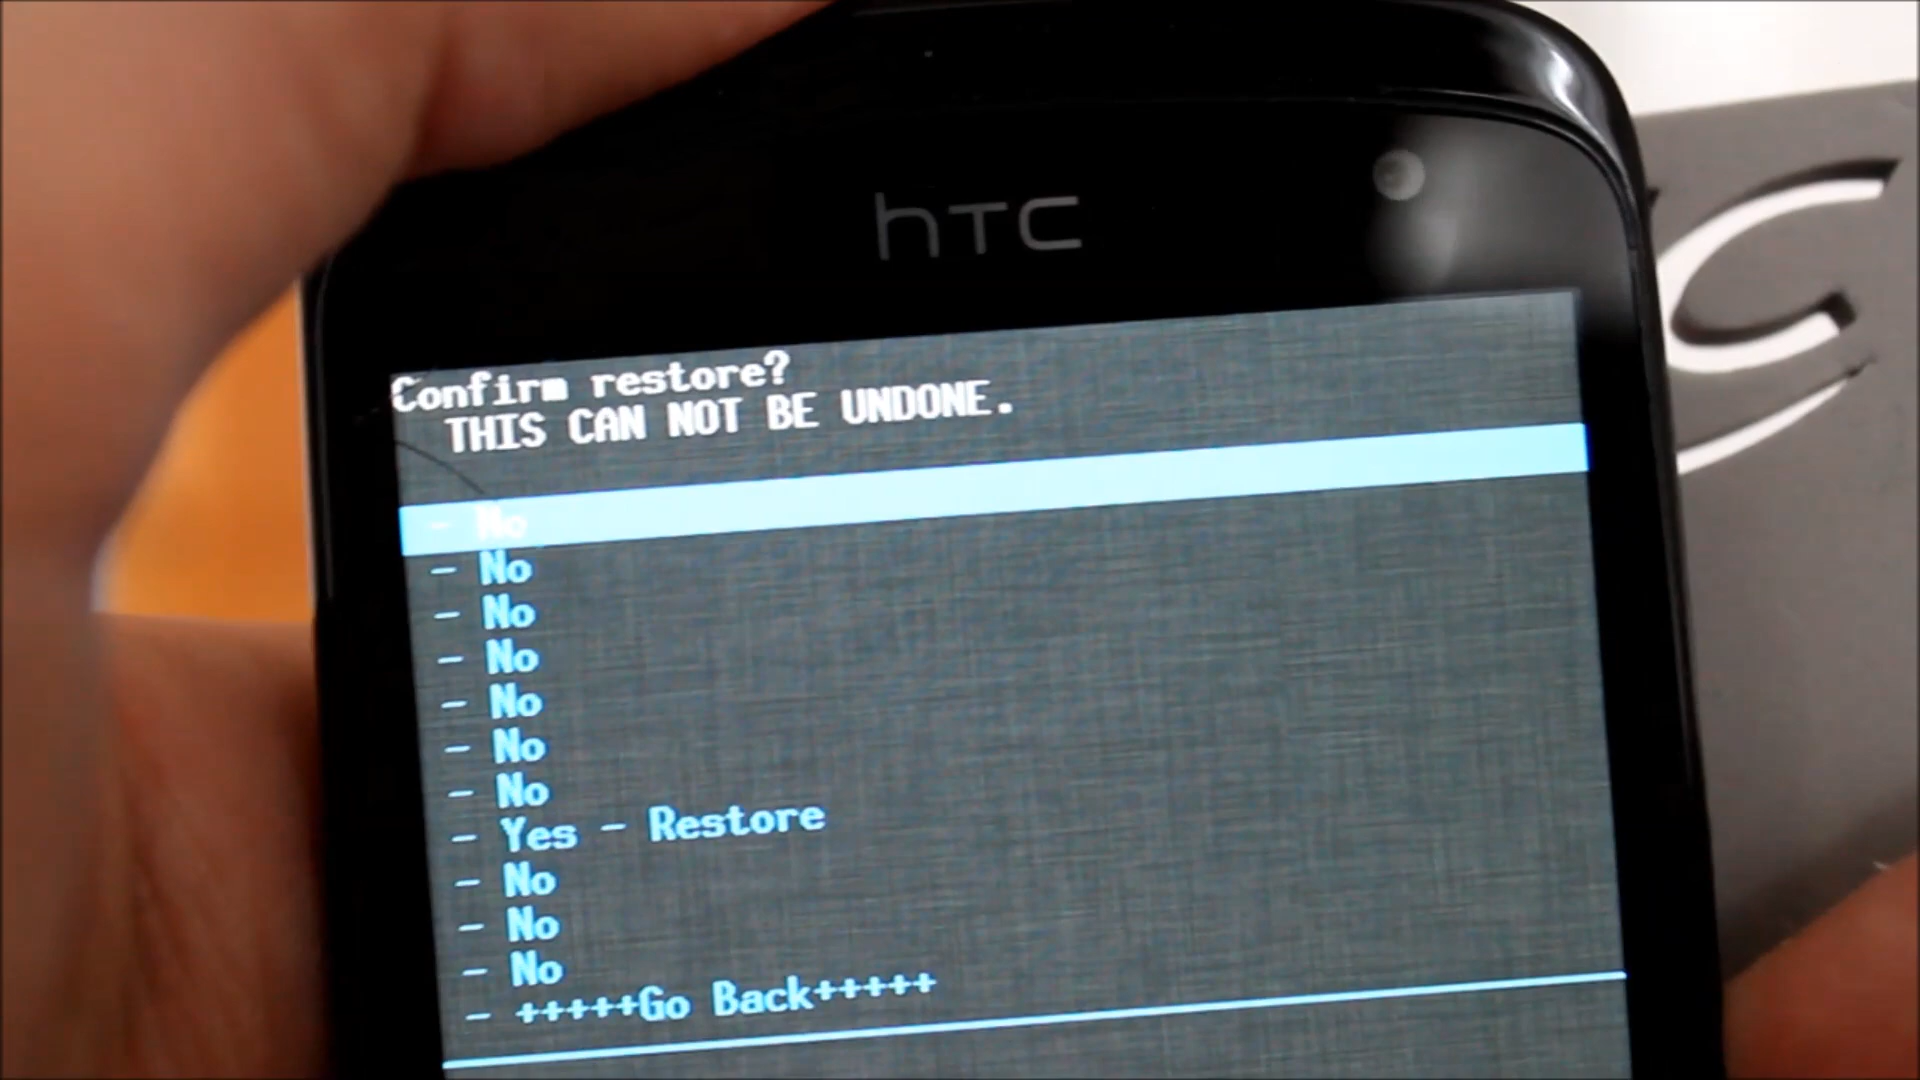 hTC
Confirm restore?
THIS CAN NOT BE UNDONE.
- No
- No
- No
- No
- No
- No
- No
- Yes - Restore
- No
- No
- No
- +++++Go Back+++++